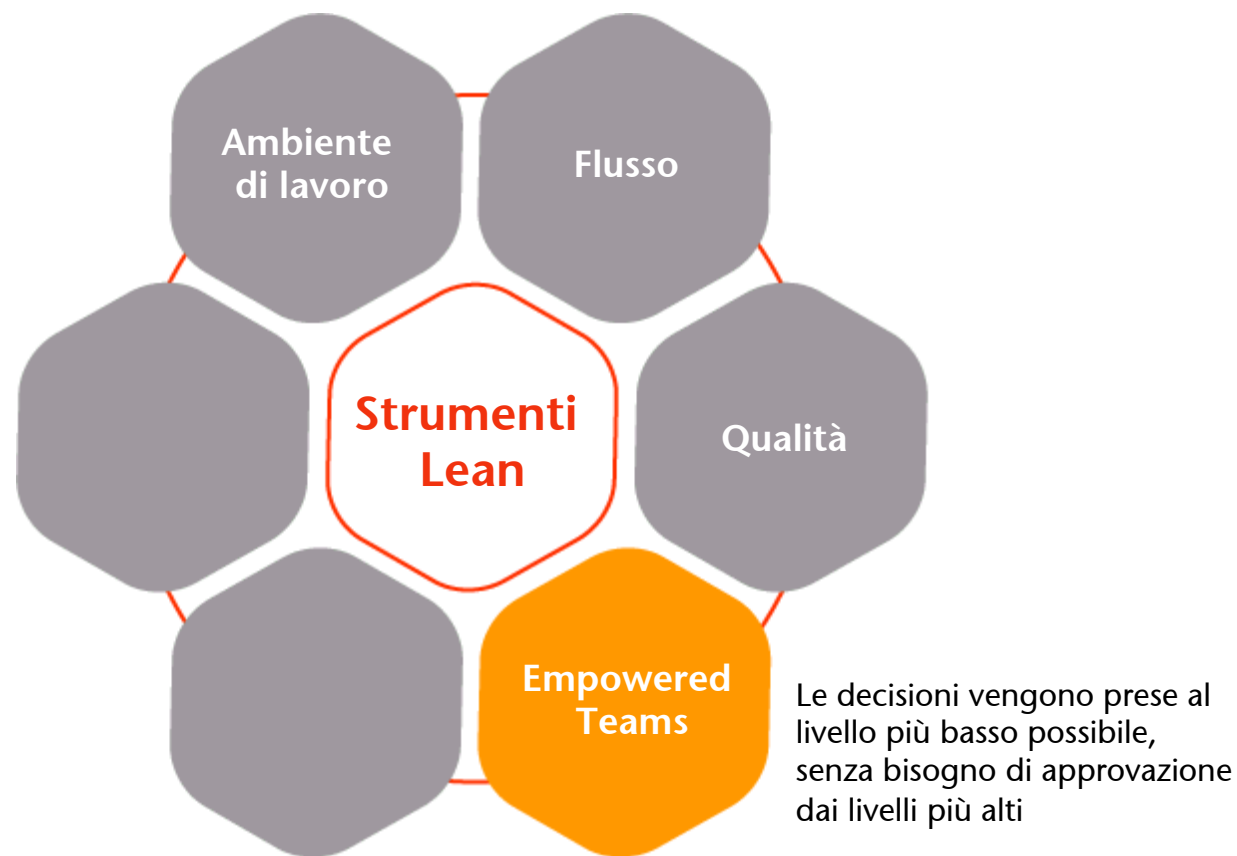 Ambiente
di lavoro
Flusso
Strumenti
Lean
Qualità
Empowered
Teams
Le decisioni vengono prese al
livello più basso possibile,
senza bisogno di approvazione
dai livelli più alti